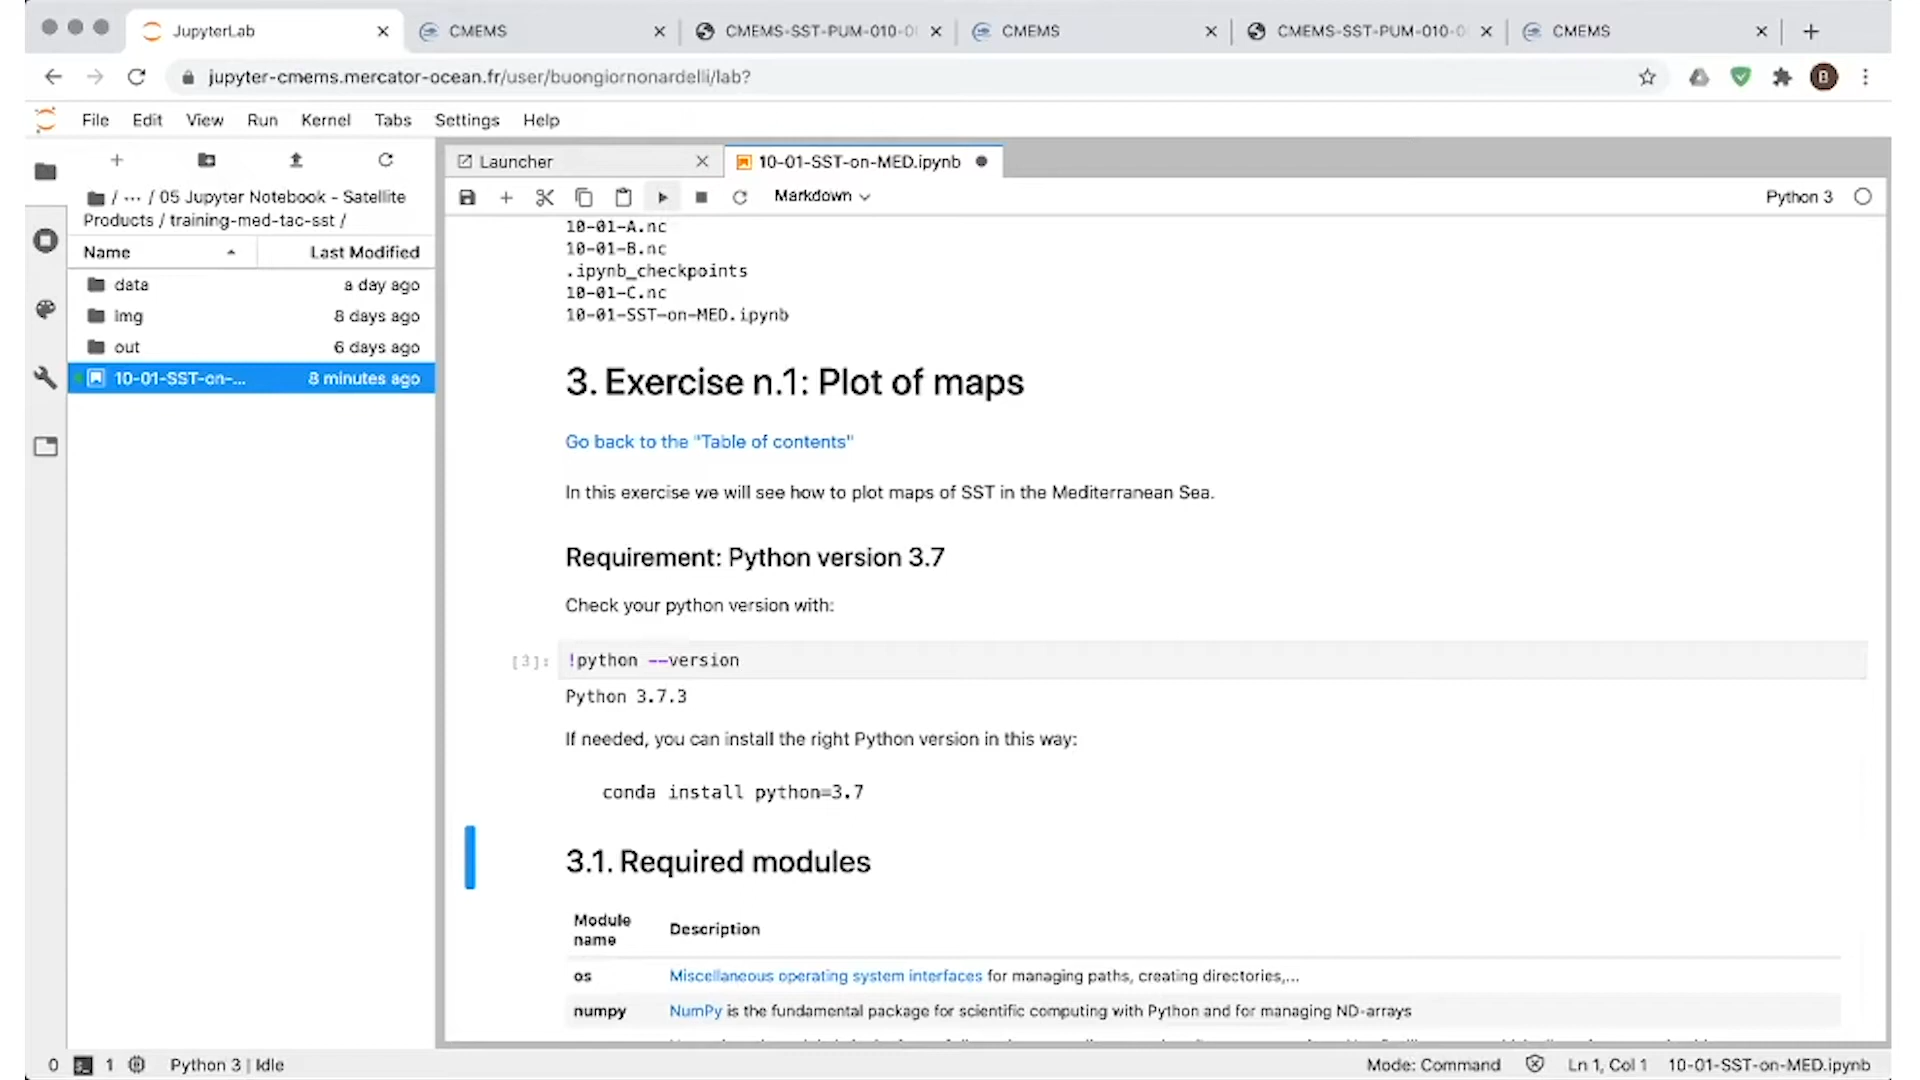 JupyterLab
CMEMS
CMEMS-SST-PUM-010-0
CMEMS
CMEMS-SST-PUM-010-0
CMEMS
jupyter-cmems.mercator-ocean.fr/user/buongiornonardelli/lab?
B
File Edit View Run Kernel Tabs Settings Help
/ ··· / 05 Jupyter Notebook - Satellite
Products / training-med-tac-sst /
Name Last Modified
data a day ago
img 8 days ago
out 6 days ago
10-01-SST-on-... 8 minutes ago
Launcher
10-01-SST-on-MED.ipynb
Markdown
Python 3
10-01-A.nc
10-01-B.nc
.ipynb_checkpoints
10-01-C.nc
10-01-SST-on-MED.ipynb
3. Exercise n.1: Plot of maps
Go back to the "Table of contents"
In this exercise we will see how to plot maps of SST in the Mediterranean Sea.
Requirement: Python version 3.7
Check your python version with:
[3]: !python --version
Python 3.7.3
If needed, you can install the right Python version in this way:
conda install python=3.7
3.1. Required modules
Module
name
Description
os Miscellaneous operating system interfaces for managing paths, creating directories,...
numpy NumPy is the fundamental package for scientific computing with Python and for managing ND-arrays
0 1 Python 3 | Idle
Mode: Command Ln 1, Col 1 10-01-SST-on-MED.ipynb